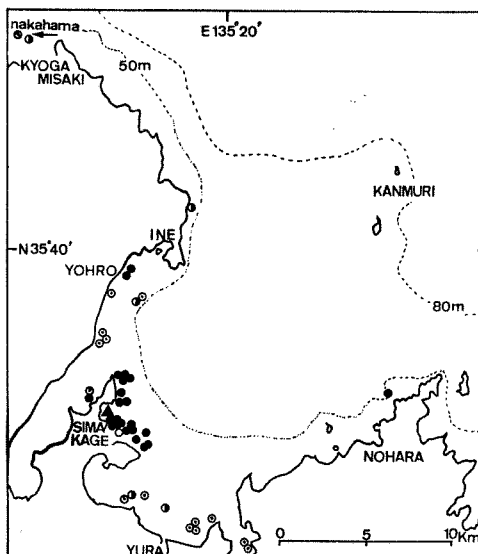 nakahama
E135°20'
KYOGA
MISAKI
50m
KANMURI
INE
N35°40'
YOHRO
80m
SIMA
KAGE
NOHARA
YURA
0 5 10Km